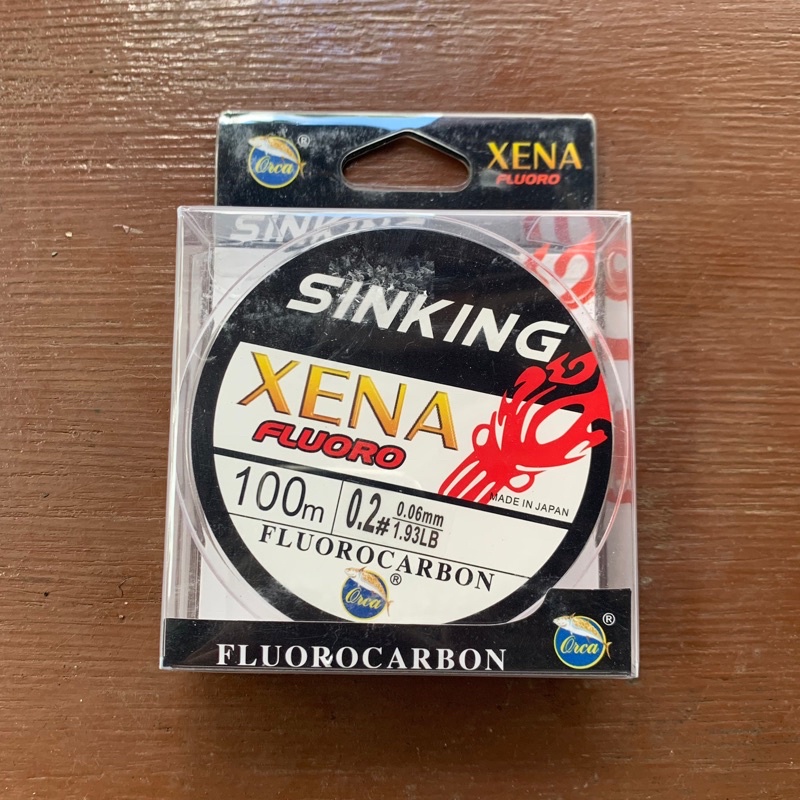 Orca®
XENA
FLUORO
SINKING
SINKING
XENA
FLUORO
MADE IN JAPAN
100m
0.2# 0.06mm
1.93LB
FLUOROCARBON
Orca®
Orca®
FLUOROCARBON